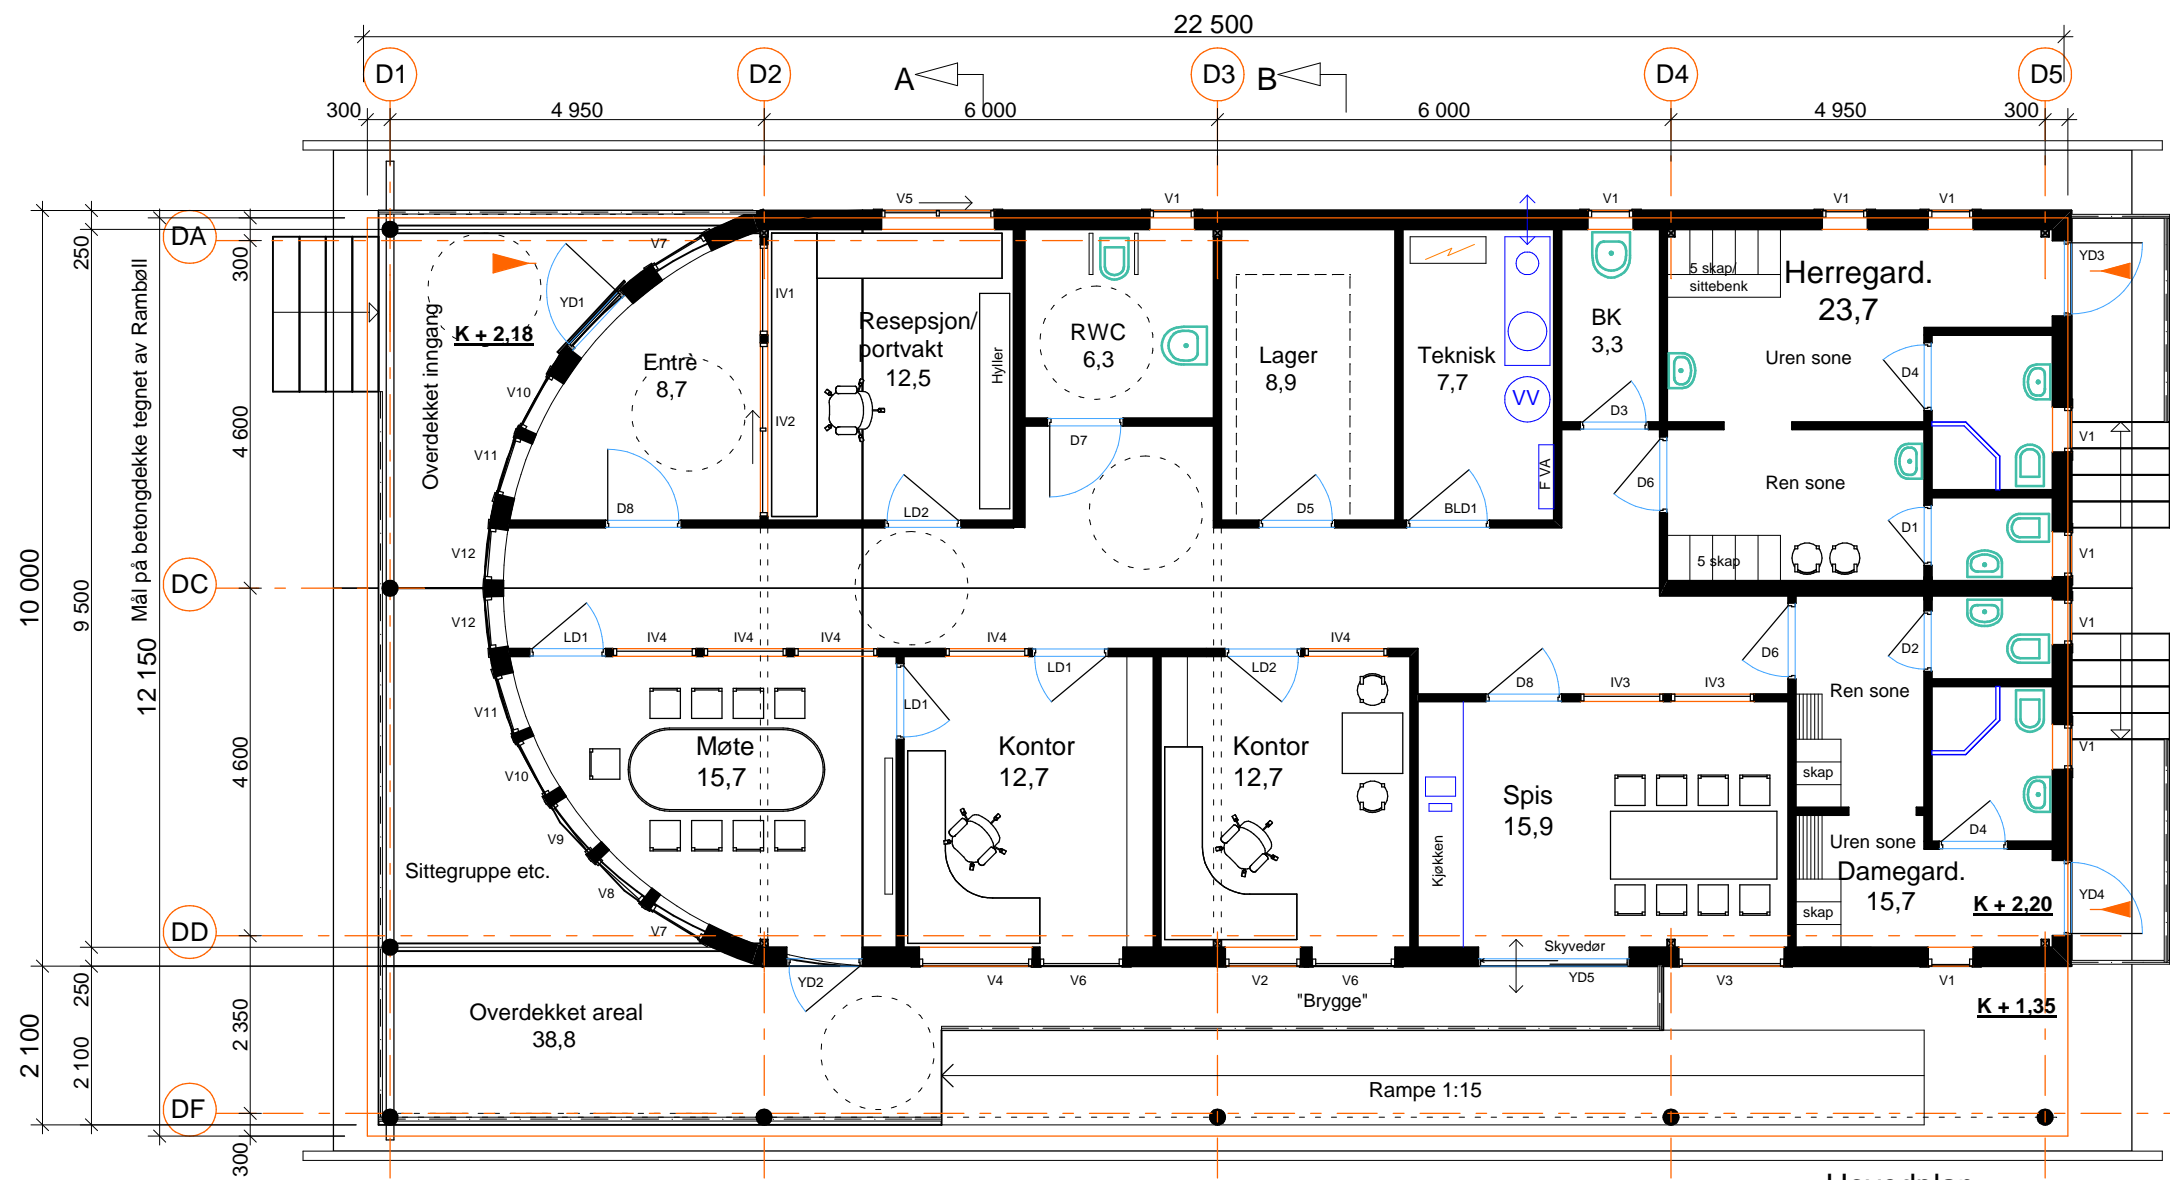 22 500
D1
D2
A
D3
B
D4
D5
300
4 950
6 000
6 000
4 950
300
V5
V1
V1
V1
V1
DA
250
300
Mål på betongdekke tegnet av Rambøll
V7
YD1
IV1
YD3
5 skap/
sittebenk
Herregard.
23,7
K + 2,18
Overdekket inngang
Resepsjon/
portvakt
12,5
Hyller
RWC
6,3
BK
3,3
Entrè
8,7
Lager
8,9
Teknisk
7,7
Uren sone
D4
V10
IV2
VV
D3
4 600
V11
D7
V1
D6
F VA
Ren sone
D8
LD2
D5
BLD1
D1
V12
5 skap
V1
10 000
9 500
DC
V12
LD1
IV4
IV4
IV4
IV4
LD1
LD2
IV4
D6
D2
V1
12 150
D8
IV3
IV3
Ren sone
LD1
V11
Møte
15,7
Kontor
12,7
Kontor
12,7
V1
4 600
V10
skap
Spis
15,9
V9
Kjøkken
Uren sone
D4
Sittegruppe etc.
Damegard.
15,7
V8
K + 2,20
YD4
skap
DD
V7
Skyvedør
YD2
V4
V6
V2
V6
YD5
V3
V1
250
"Brygge"
K + 1,35
Overdekket areal
38,8
2 350
2 100
2 100
Rampe 1:15
DF
300